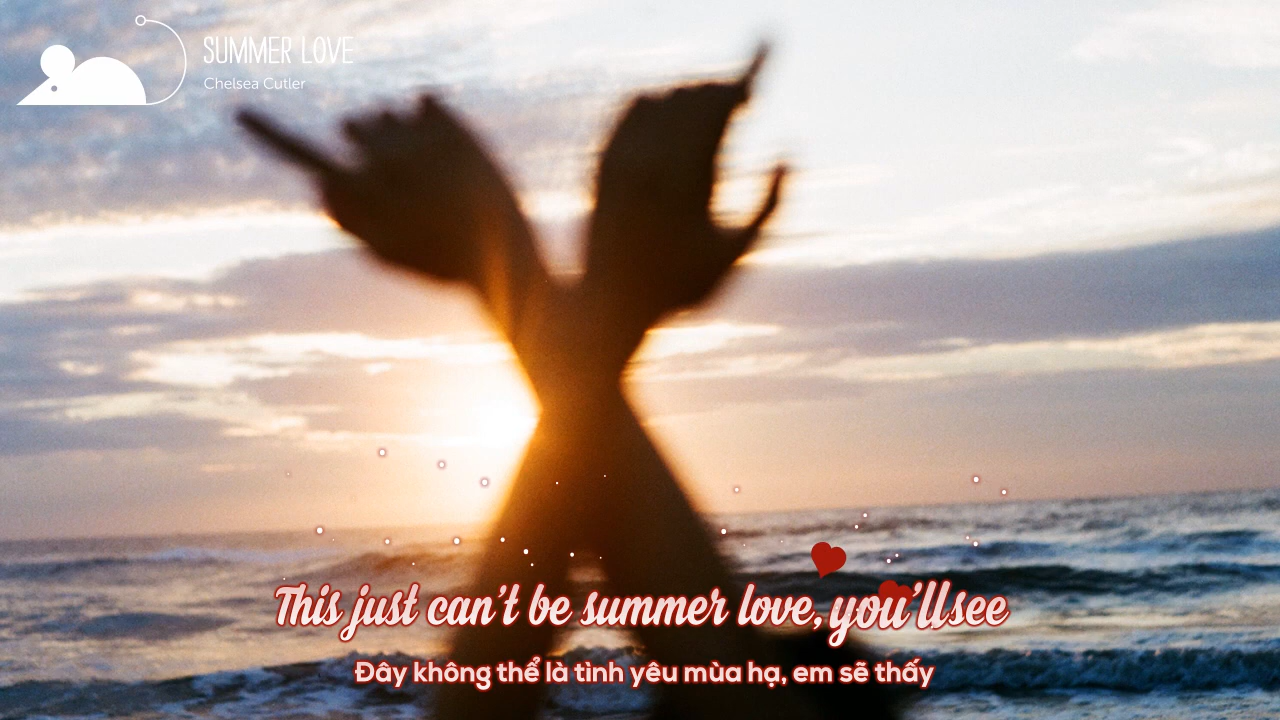 SUMMER LOVE
Chelsea Cutler
This just can't be summer love, you'll see
Đây không thể là tình yêu mùa hạ, em sẽ thấy